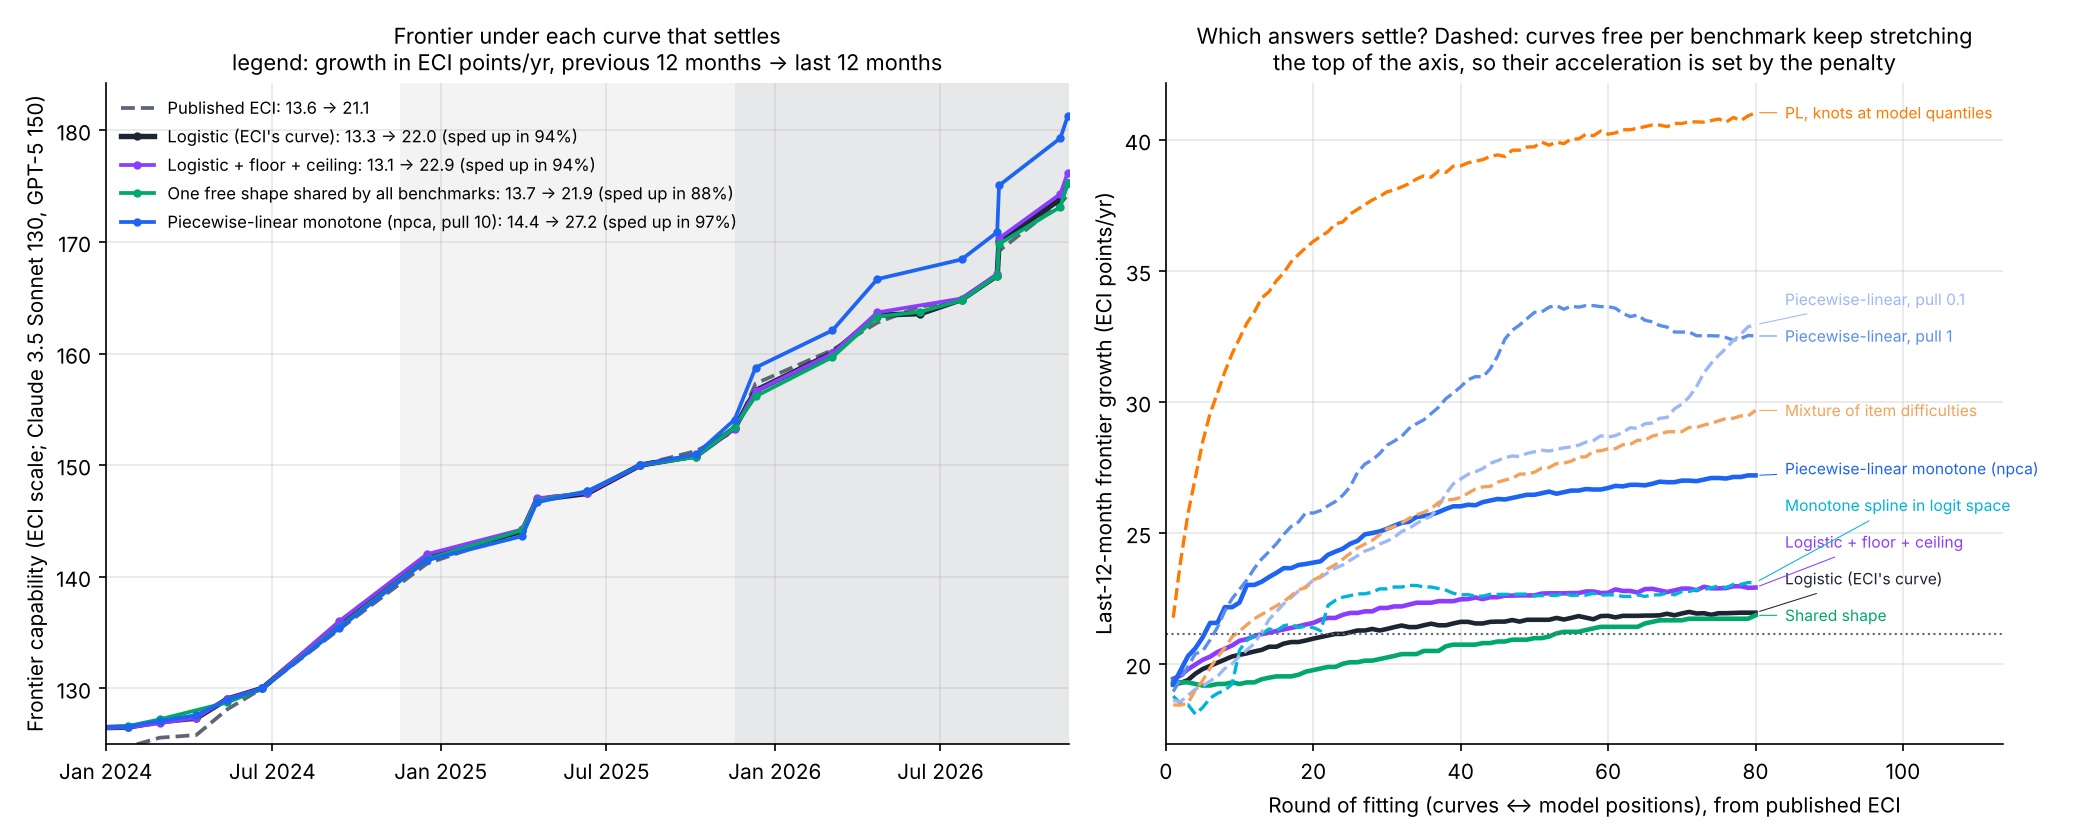 Frontier under each curve that settles
legend: growth in ECI points/yr, previous 12 months → last 12 months
Frontier capability (ECI scale; Claude 3.5 Sonnet 130, GPT-5 150)
180
170
160
150
140
130
Published ECI: 13.6 → 21.1
Logistic (ECI's curve): 13.3 → 22.0 (sped up in 94%)
Logistic + floor + ceiling: 13.1 → 22.9 (sped up in 94%)
One free shape shared by all benchmarks: 13.7 → 21.9 (sped up in 88%)
Piecewise-linear monotone (npca, pull 10): 14.4 → 27.2 (sped up in 97%)
Jan 2024
Jul 2024
Jan 2025
Jul 2025
Jan 2026
Jul 2026
Which answers settle? Dashed: curves free per benchmark keep stretching
the top of the axis, so their acceleration is set by the penalty
Last-12-month frontier growth (ECI points/yr)
40
35
30
25
20
PL, knots at model quantiles
Piecewise-linear, pull 0.1
Piecewise-linear, pull 1
Mixture of item difficulties
Piecewise-linear monotone (npca)
Monotone spline in logit space
Logistic + floor + ceiling
Logistic (ECI's curve)
Shared shape
0
20
40
60
80
100
Round of fitting (curves ↔ model positions), from published ECI